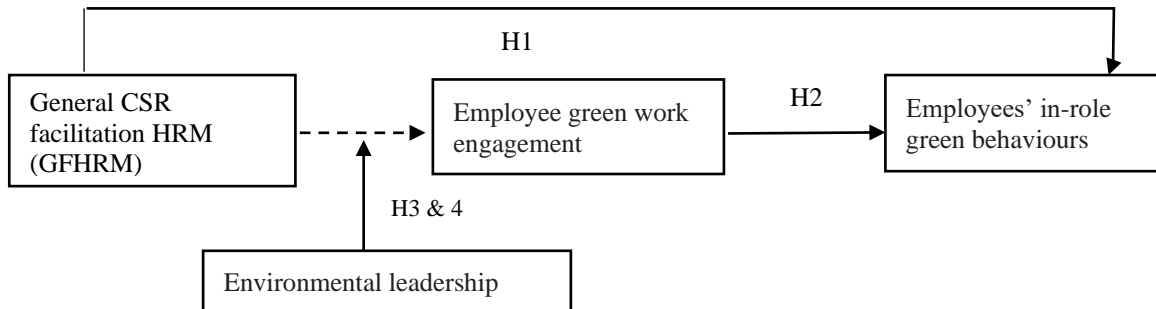 H1
General CSR
facilitation HRM
(GFHRM)
Employee green work
engagement
H2
Employees’ in-role
green behaviours
H3 & 4
Environmental leadership